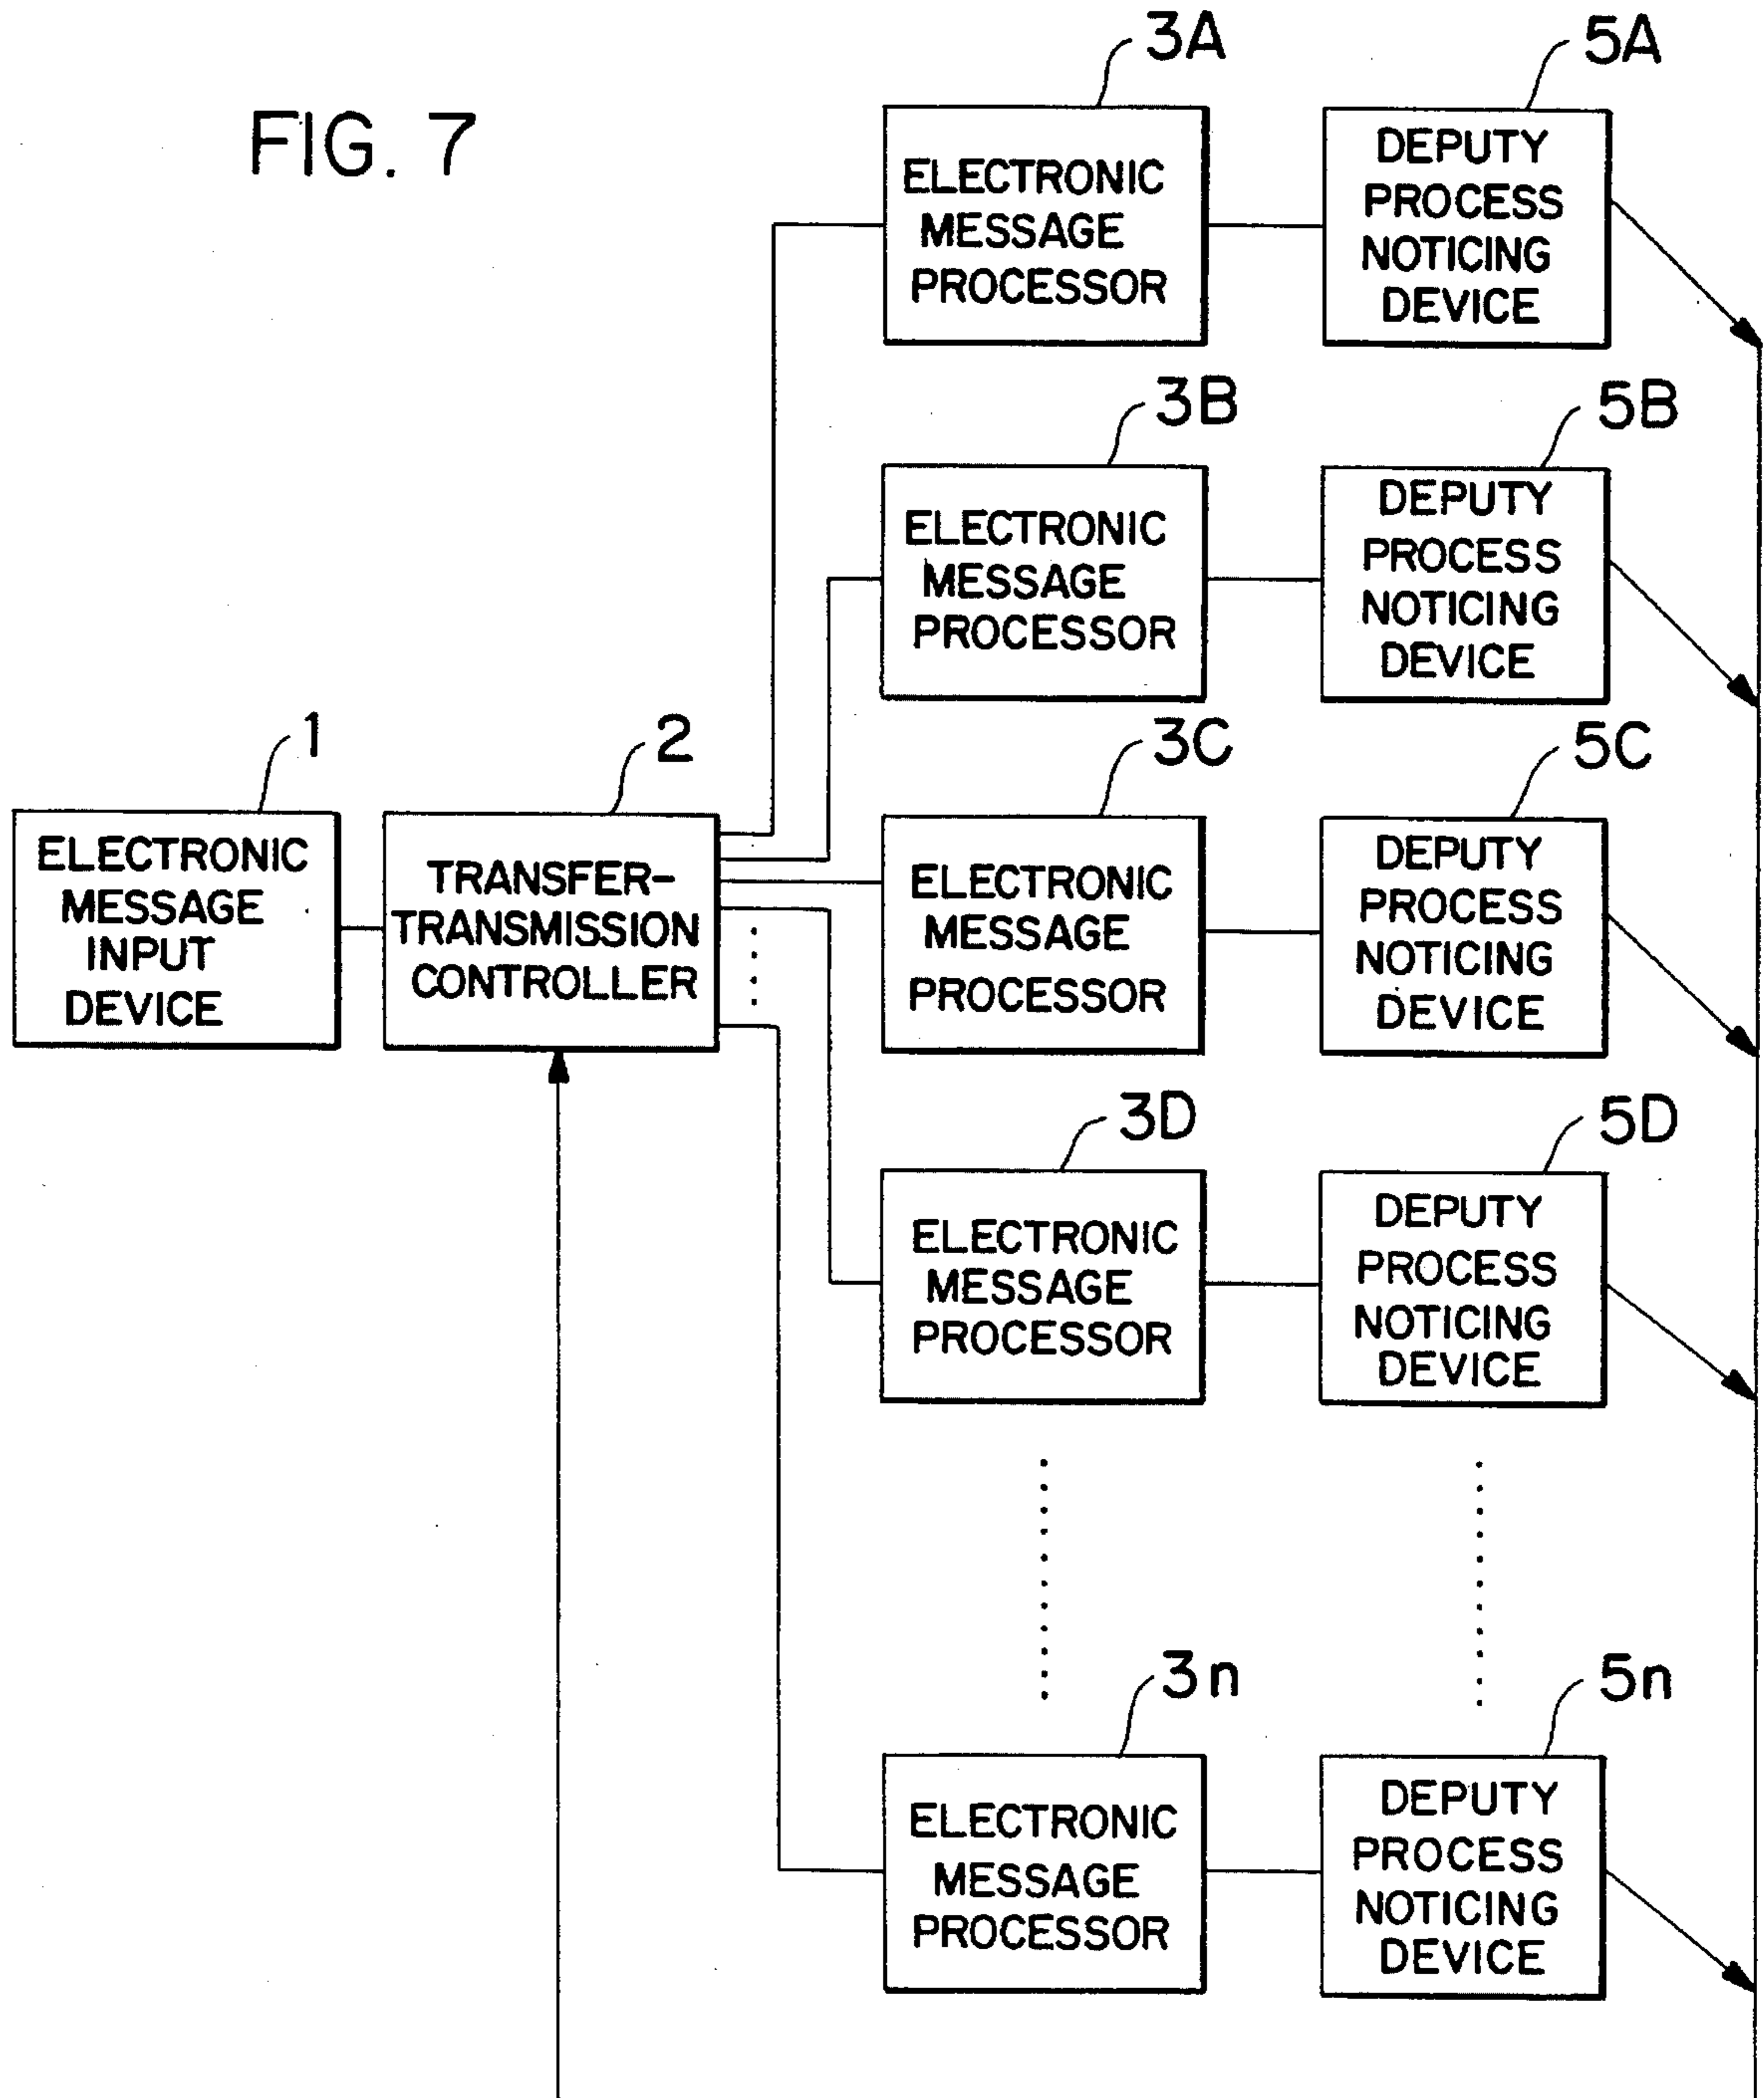 FIG. 7
3A
5A
ELECTRONIC
MESSAGE
PROCESSOR
DEPUTY
PROCESS
NOTICING
DEVICE
3B
5B
ELECTRONIC
MESSAGE
PROCESSOR
DEPUTY
PROCESS
NOTICING
DEVICE
1
2
3C
5C
ELECTRONIC
MESSAGE
INPUT
DEVICE
TRANSFER-
TRANSMISSION
CONTROLLER
ELECTRONIC
MESSAGE
PROCESSOR
DEPUTY
PROCESS
NOTICING
DEVICE
3D
5D
ELECTRONIC
MESSAGE
PROCESSOR
DEPUTY
PROCESS
NOTICING
DEVICE
3n
5n
ELECTRONIC
MESSAGE
PROCESSOR
DEPUTY
PROCESS
NOTICING
DEVICE